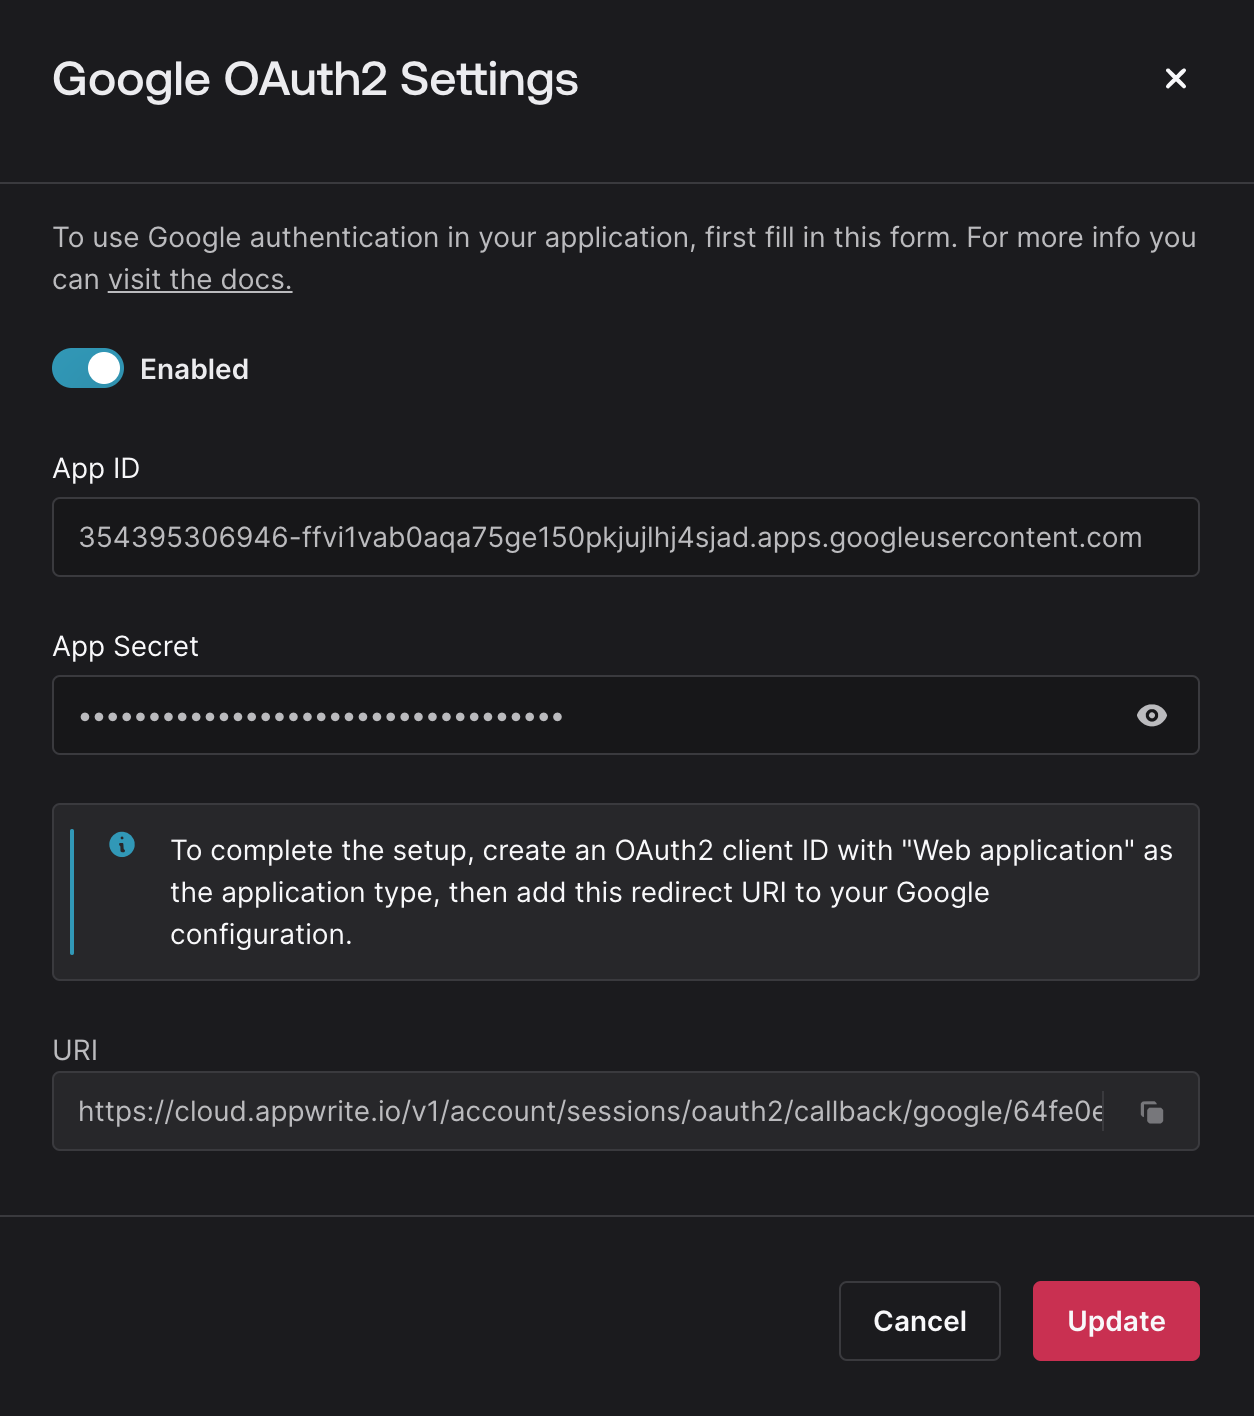 Google OAuth2 Settings
To use Google authentication in your application, first fill in this form. For more info you
can visit the docs.
Enabled
App ID
354395306946-ffvi1vab0aqa75ge150pkjujlhj4sjad.apps.googleusercontent.com
App Secret
•••••••••••••••••••••••••••••••••••
To complete the setup, create an OAuth2 client ID with "Web application" as
the application type, then add this redirect URI to your Google
configuration.
URI
https://cloud.appwrite.io/v1/account/sessions/oauth2/callback/google/64fe0e
Cancel
Update